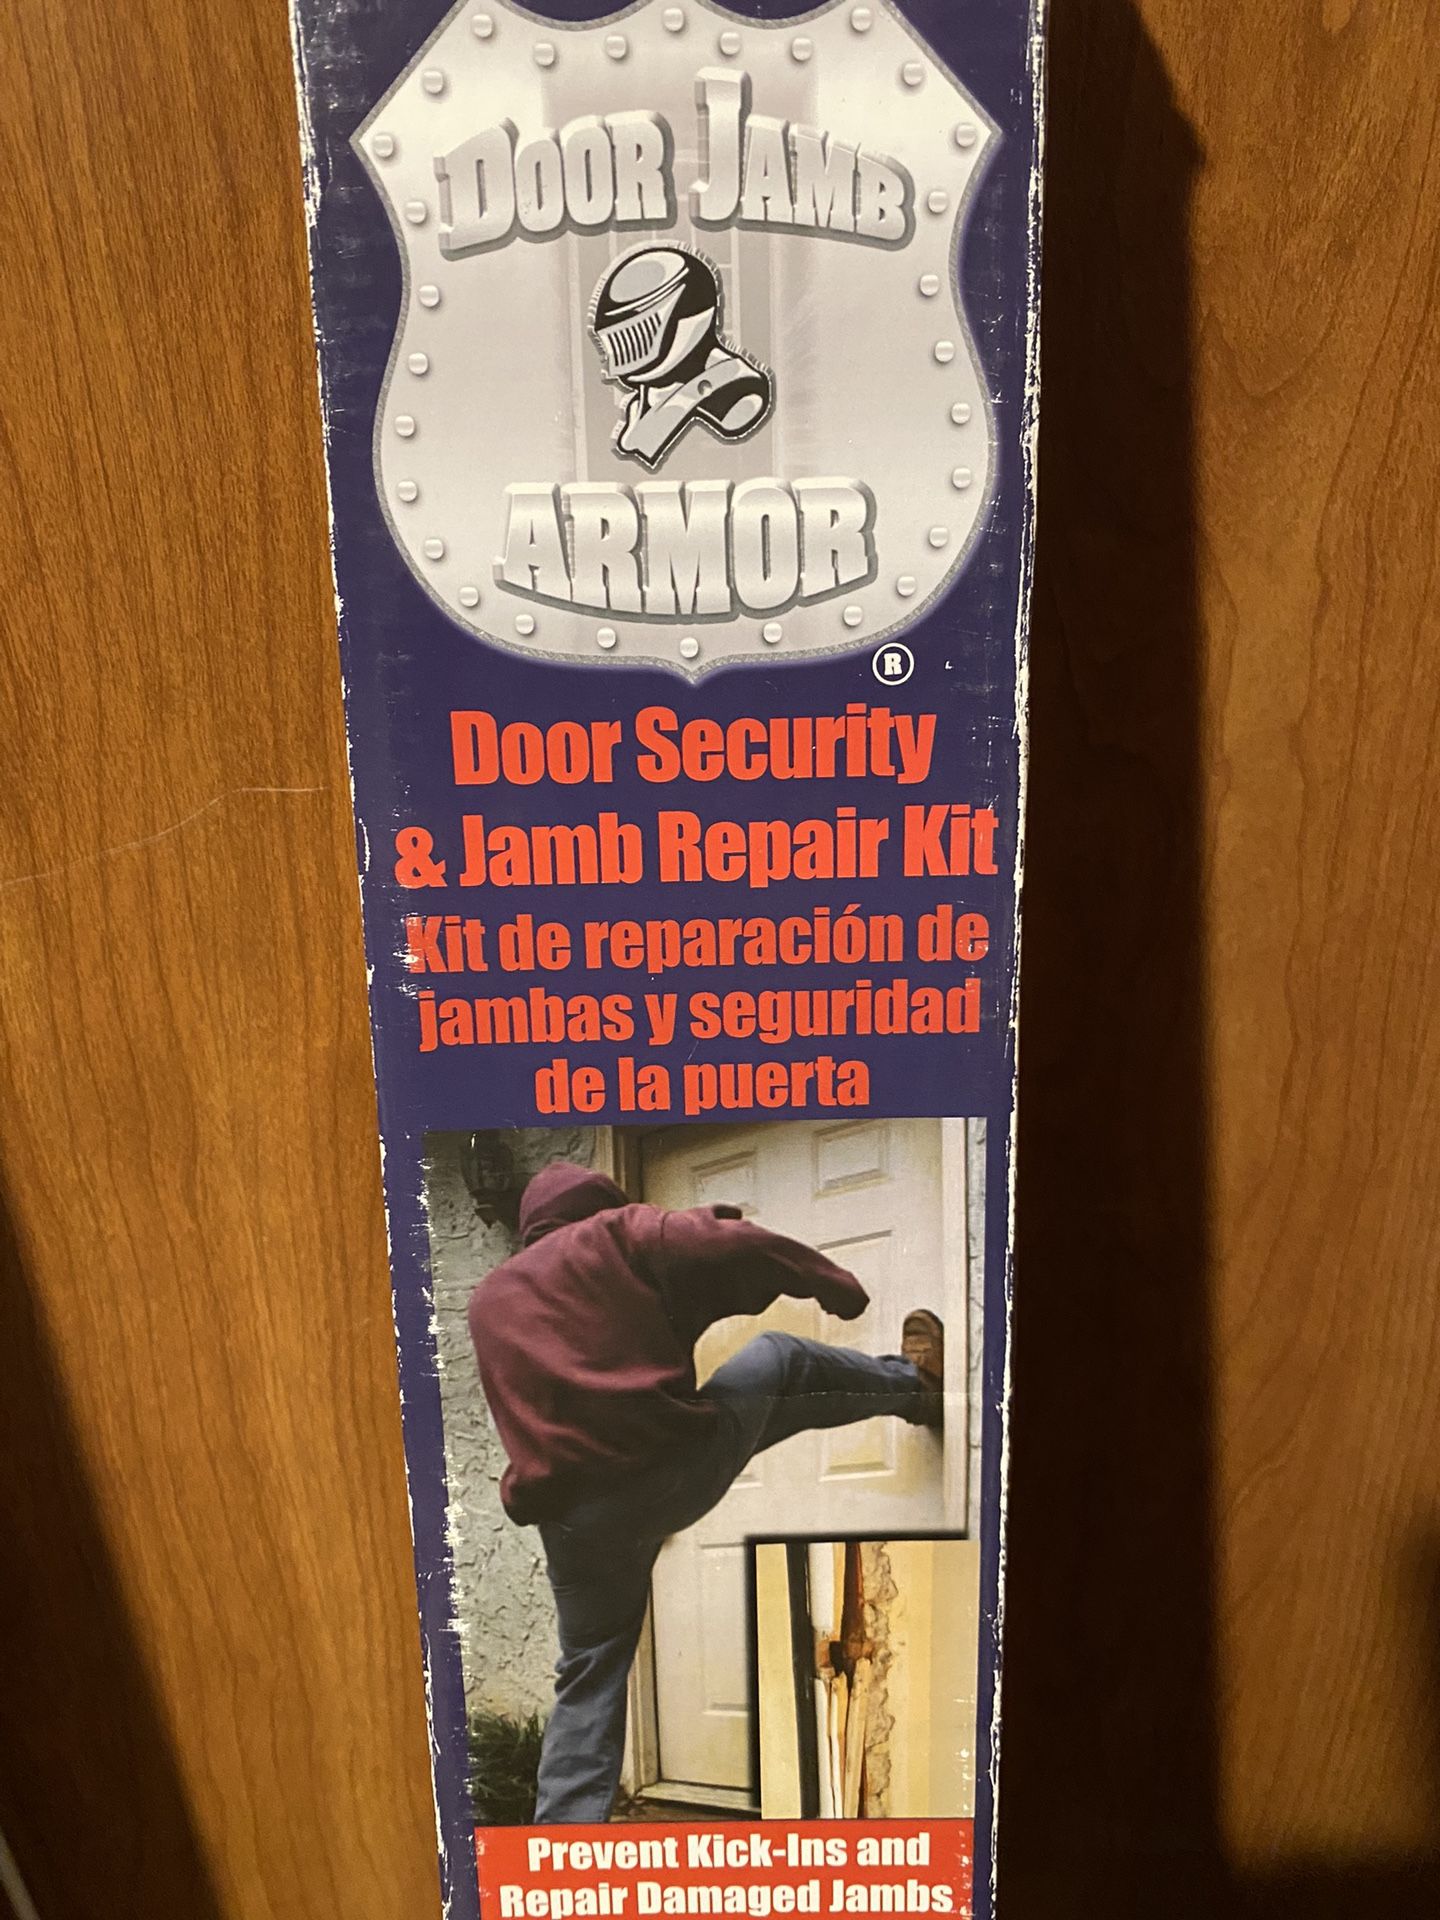 DOOR JAMB
ARMOR
®
Door Security
& Jamb Repair Kit
Kit de reparación de
jambas y seguridad
de la puerta
Prevent Kick-Ins and
Repair Damaged Jambs